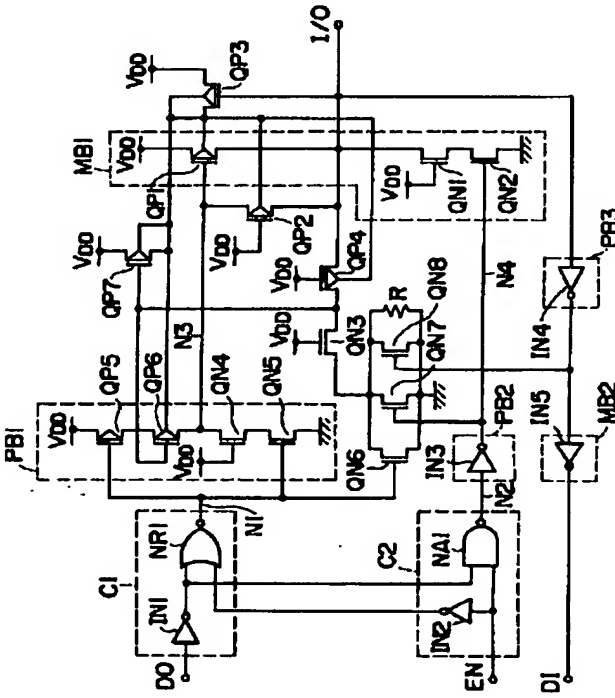 I/O
VDD
QP3
MB1
VDD
QP1
VDD
QP2
VDD
QP7
VDD
QP4
QN1
QN2
VDD
N3
VDD
QN3
QN8
R
QN7
N4
PB3
IN4
PB1
VDD
QP5
QP6
QN4
QN5
VDD
QN6
PB2
IN3
IN5
MB2
N1
N2
C1
NR1
IN1
C2
NA1
IN2
DO
EN
DI